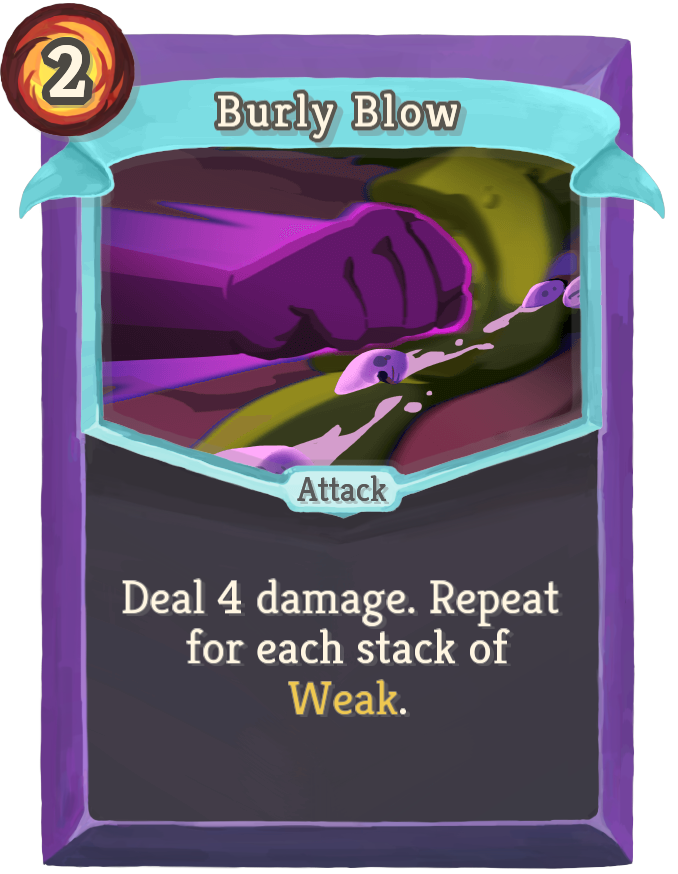 2
Burly Blow
Attack
Deal 4 damage. Repeat
for each stack of
Weak.